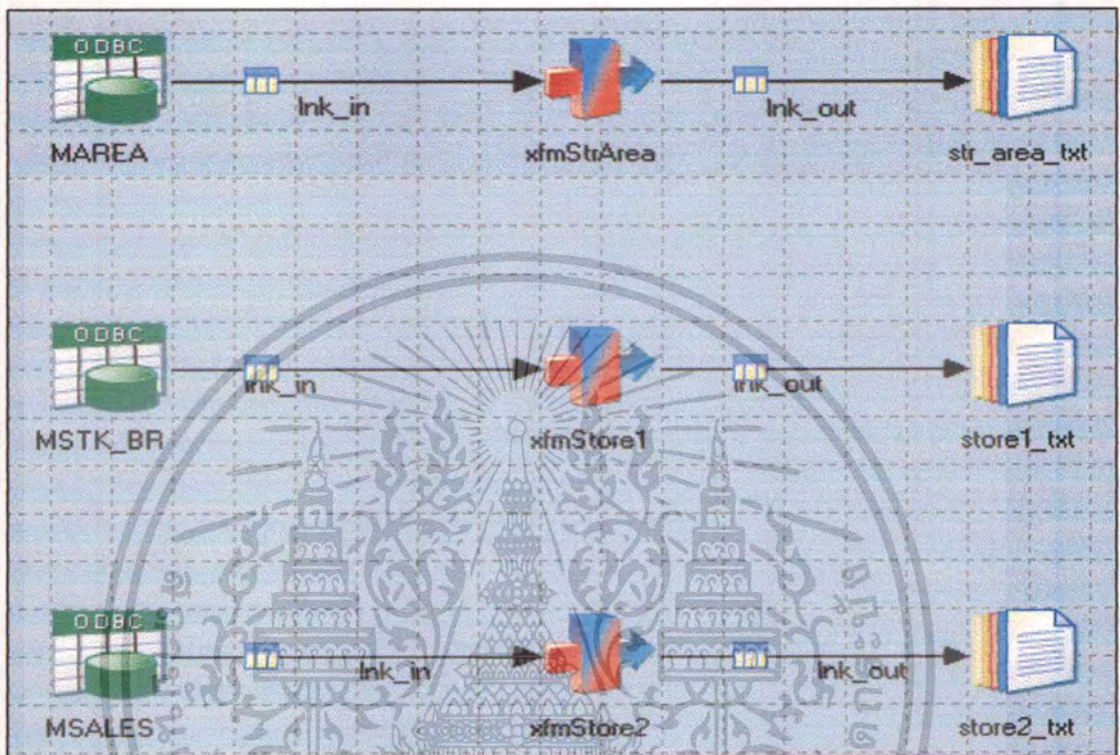 ODBC
lnk_in
lnk_out
MAREA
xfmStrArea
str_area_txt
ODBC
lnk_in
lnk_out
MSTK_BR
xfmStore1
store1_txt
ODBC
lnk_in
lnk_out
MSALES
xfmStore2
store2_txt